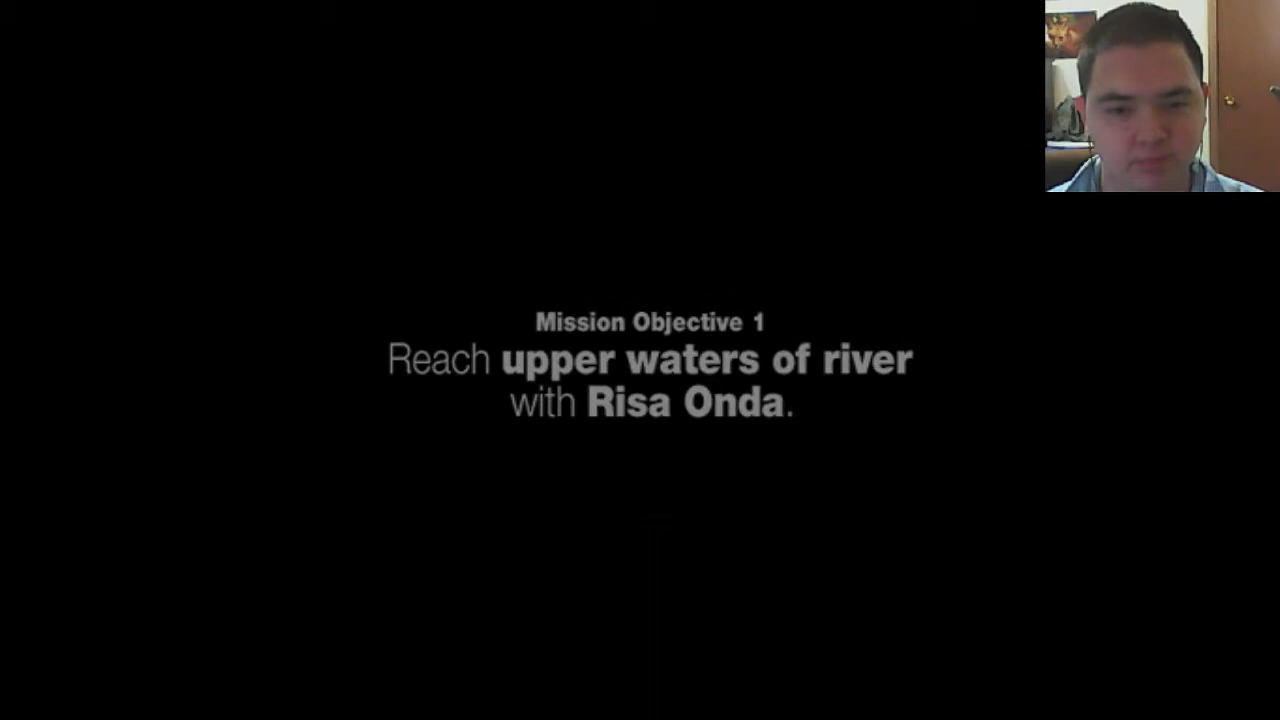 Mission Objective 1
Reach upper waters of river
with Risa Onda.